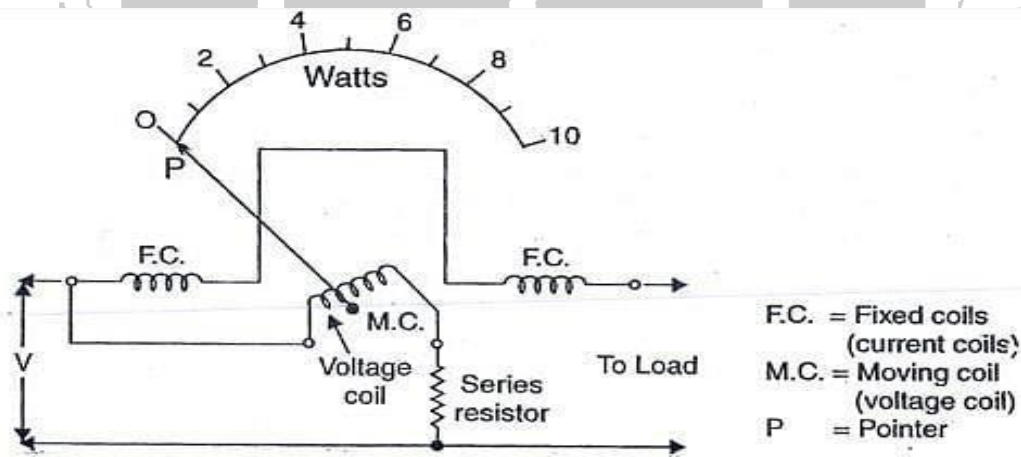 4
6
2
8
Watts
O
10
P
F.C.
F.C.
M.C.
V
Voltage
coil
Series
resistor
To Load
F.C. = Fixed coils
(current coils)
M.C. = Moving coil
(voltage coil)
P = Pointer